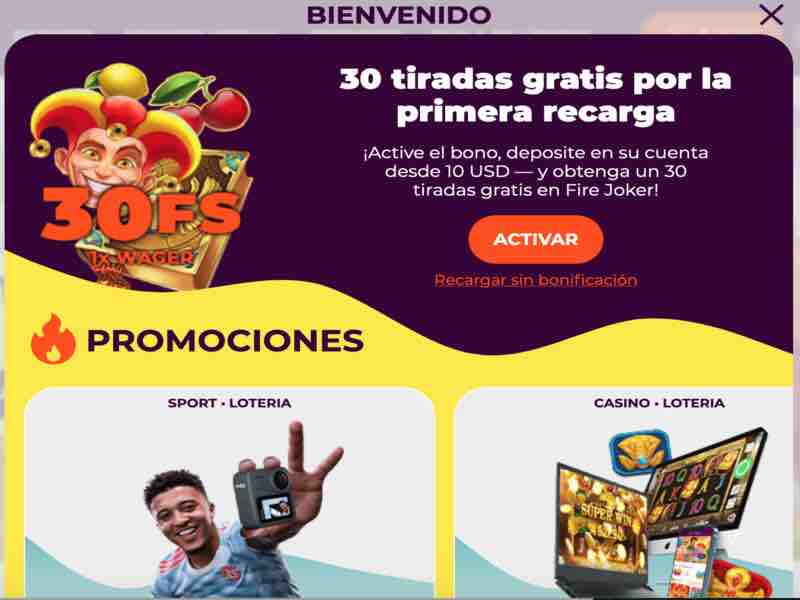 BIENVENIDO
30 tiradas gratis por la
primera recarga
¡Active el bono, deposite en su cuenta
desde 10 USD — y obtenga un 30
tiradas gratis en Fire Joker!
30FS
1x WAGER
ACTIVAR
Recargar sin bonificación
PROMOCIONES
SPORT • LOTERIA
CASINO • LOTERIA
SUPER WIN